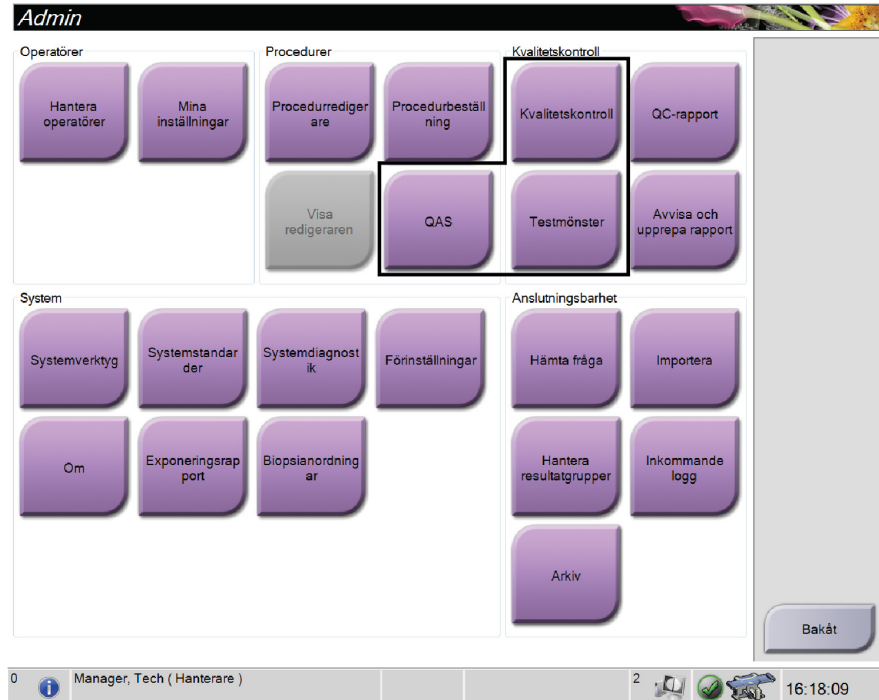 Admin
Operatörer
Hantera
operatörer
Mina
inställningar
Procedurer
Procedurrediger
are
Procedurbeställ
ning
Visa
redigeraren
QAS
Kvalitetskontroll
Kvalitetskontroll
QC-rapport
Testmönster
Avvisa och
upprepa rapport
System
Systemverktyg
Systemstandar
der
Systemdiagnost
ik
Förinställningar
Om
Exponeringsrap
port
Biopsianordning
ar
Anslutningsbarhet
Hämta fråga
Importera
Hantera
resultatgrupper
Inkommande
logg
Arkiv
Bakåt
0
Manager, Tech ( Hanterare )
2
16:18:09